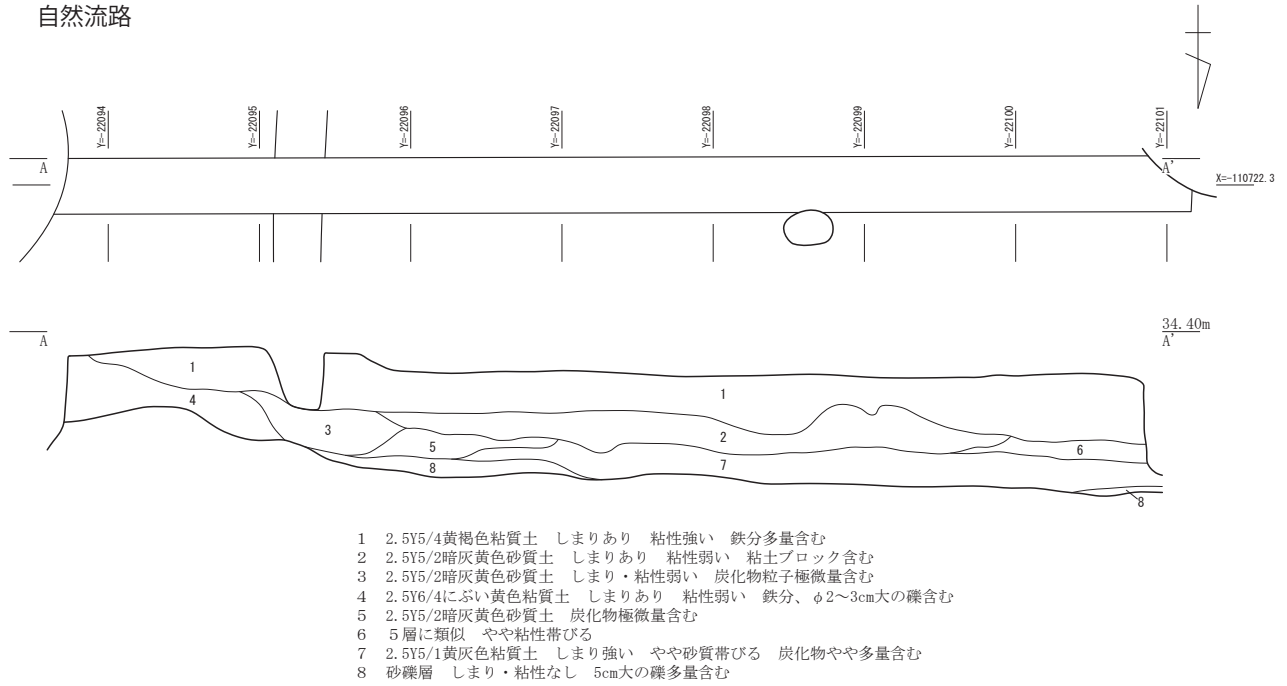 自然流路
Y=-22094
Y=-22095
Y=-22096
Y=-22097
Y=-22098
Y=-22099
Y=-22100
Y=-22101
A
A'
X=-110722.3
A
34.40m
A'
1
1
4
3
5
2
6
8
7
8
1 2.5Y5/4黄褐色粘質土 しまりあり 粘性強い 鉄分多量含む
2 2.5Y5/2暗灰黄色砂質土 しまりあり 粘性弱い 粘土ブロック含む
3 2.5Y5/2暗灰黄色砂質土 しまり・粘性弱い 炭化物粒子極微量含む
4 2.5Y6/4にぶい黄色粘質土 しまりあり 粘性弱い 鉄分、φ2～3cm大の礫含む
5 2.5Y5/2暗灰黄色砂質土 炭化物極微量含む
6 5層に類似 やや粘性帯びる
7 2.5Y5/1黄灰色粘質土 しまり強い やや砂質帯びる 炭化物やや多量含む
8 砂礫層 しまり・粘性なし 5cm大の礫多量含む